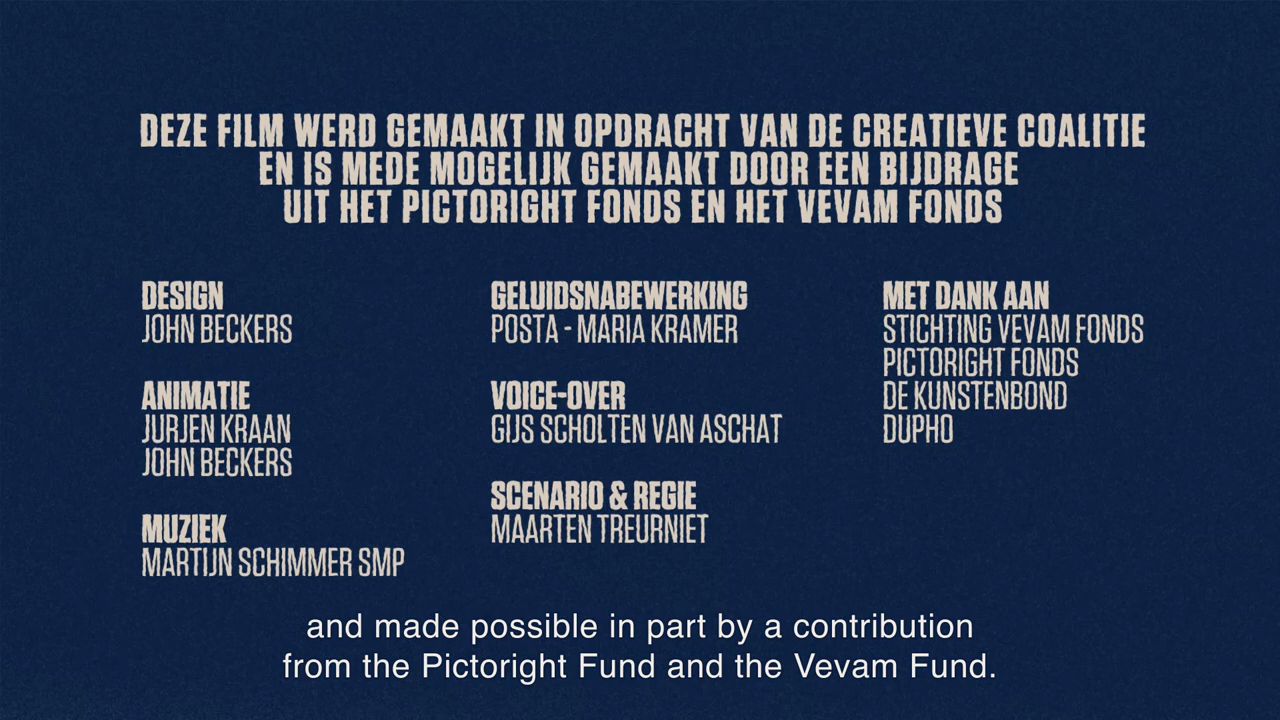 DEZE FILM WERD GEMAAKT IN OPDRACHT VAN DE CREATIEVE COALITIE
EN IS MEDE MOGELIJK GEMAAKT DOOR EEN BIJDRAGE
UIT HET PICTORIGHT FONDS EN HET VEVAM FONDS
DESIGN
JOHN BECKERS
ANIMATIE
JURJEN KRAAN
JOHN BECKERS
MUZIEK
MARTIJN SCHIMMER SMP
GELUIDSNABEWERKING
POSTA - MARIA KRAMER
VOICE-OVER
GIJS SCHOLTEN VAN ASCHAT
SCENARIO & REGIE
MAARTEN TREURNIET
MET DANK AAN
STICHTING VEVAM FONDS
PICTORIGHT FONDS
DE KUNSTENBOND
DUPHO
and made possible in part by a contribution
from the Pictoright Fund and the Vevam Fund.